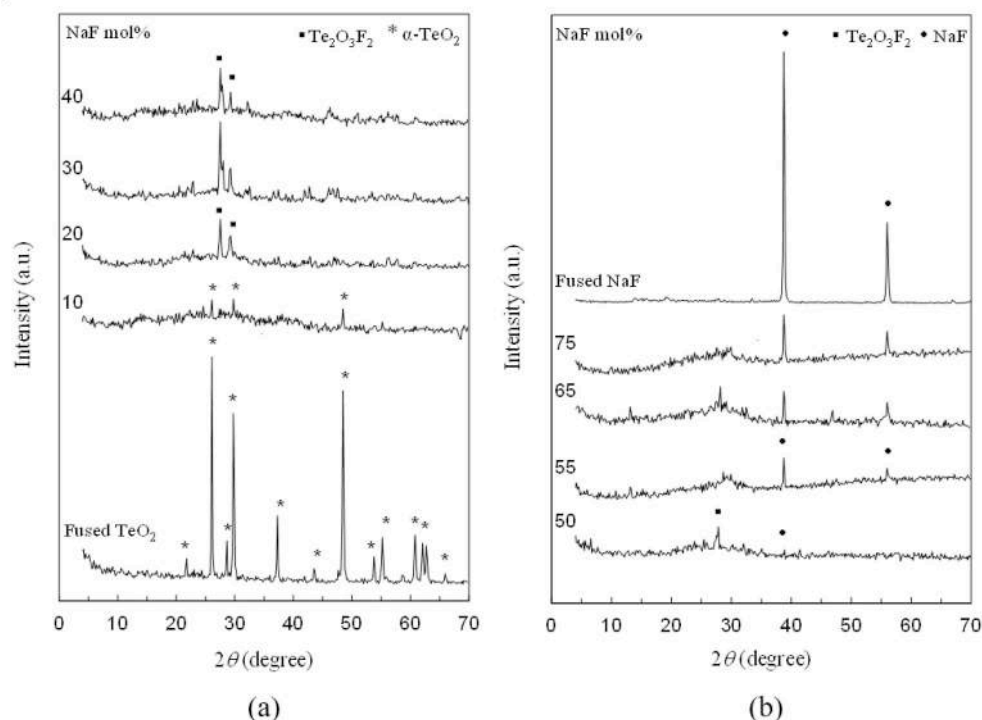 NaF mol% ■ Te₂O₃F₂ * α-TeO₂
40
30
20
10
Fused TeO₂
0 10 20 30 40 50 60 70
2θ (degree)
Intensity (a.u.)
(a)
NaF mol% ■ Te₂O₃F₂ ◆ NaF
Fused NaF
75
65
55
50
0 10 20 30 40 50 60 70
2θ (degree)
Intensity (a.u.)
(b)